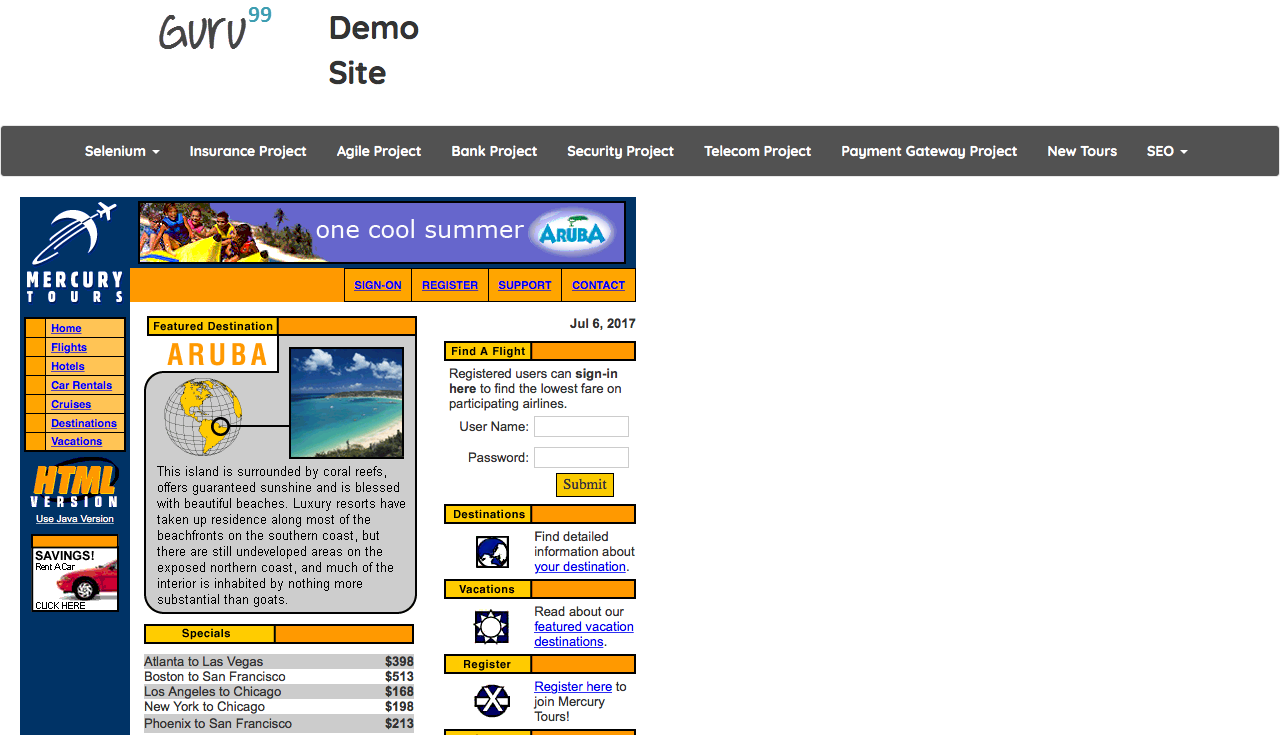 Guru99
Demo
Site
Selenium
Insurance Project
Agile Project
Bank Project
Security Project
Telecom Project
Payment Gateway Project
New Tours
SEO
MERCURY
TOURS
one cool summer
ARUBA
SIGN-ON
REGISTER
SUPPORT
CONTACT
Home
Flights
Hotels
Car Rentals
Cruises
Destinations
Vacations
HTML
VERSION
Use Java Version
SAVINGS!
Rent A Car
CLICK HERE
Featured Destination
ARUBA
This island is surrounded by coral reefs,
offers guaranteed sunshine and is blessed
with beautiful beaches. Luxury resorts have
taken up residence along most of the
beachfronts on the southern coast, but
there are still undeveloped areas on the
exposed northern coast, and much of the
interior is inhabited by nothing more
substantial than goats.
Specials
Atlanta to Las Vegas $398
Boston to San Francisco $513
Los Angeles to Chicago $168
New York to Chicago $198
Phoenix to San Francisco $213
Jul 6, 2017
Find A Flight
Registered users can sign-in
here to find the lowest fare on
participating airlines.
User Name:
Password:
Submit
Destinations
Find detailed
information about
your destination.
Vacations
Read about our
featured vacation
destinations.
Register
Register here to
join Mercury
Tours!